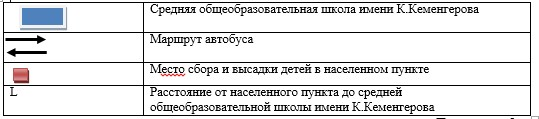 Средняя общеобразовательная школа имени К.Кеменгерова
Маршрут автобуса
Место сбора и высадки детей в населенном пункте
L Расстояние от населенного пункта до средней
общеобразовательной школы имени К.Кеменгерова